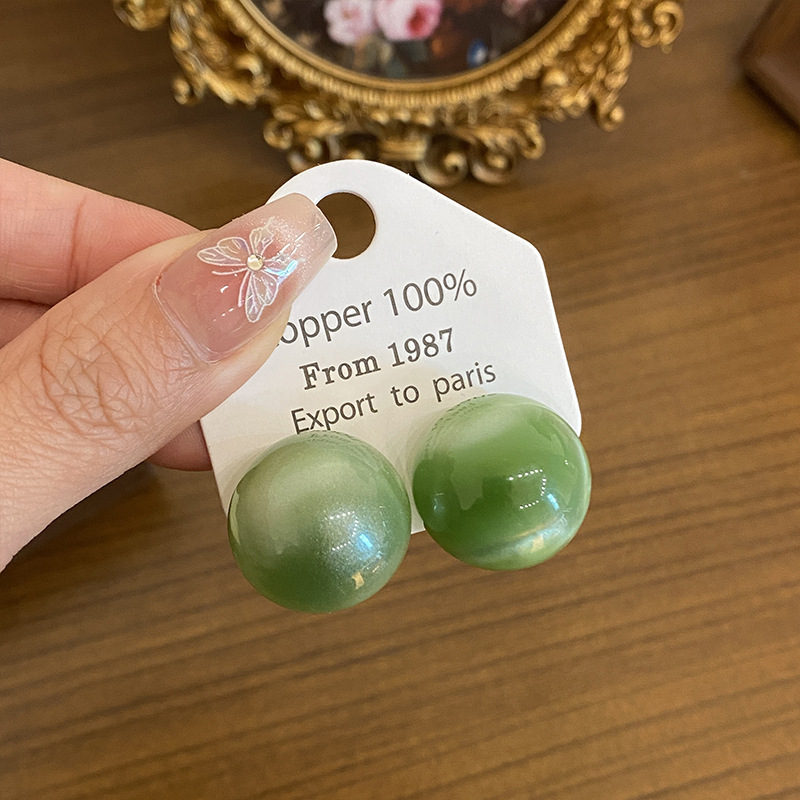 opper 100%
From 1987
Export to paris